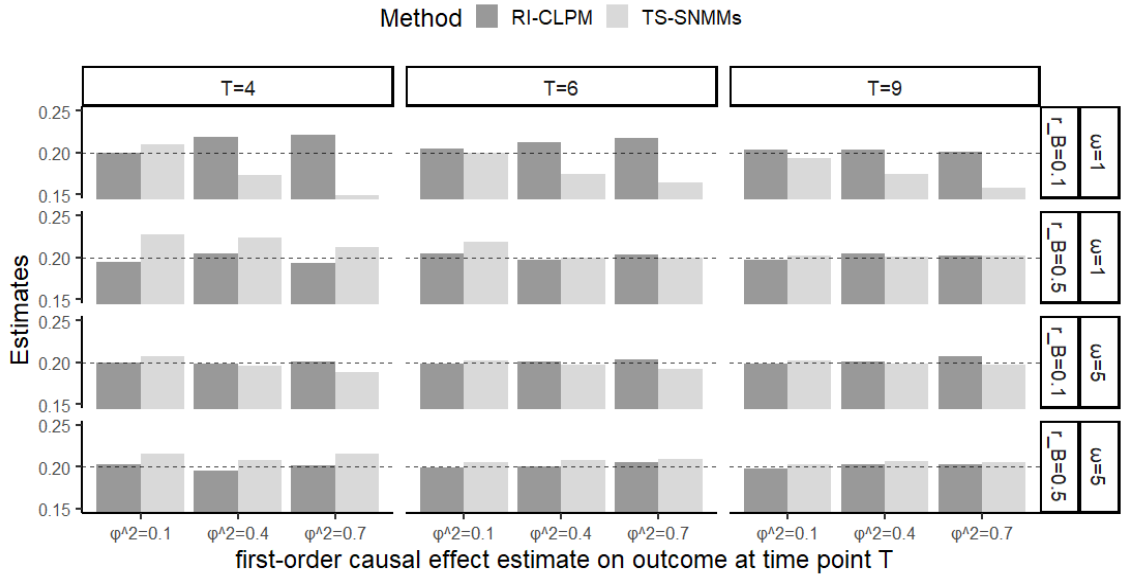 Method RI-CLPM TS-SNMMs
T=4 T=6 T=9
Estimates
0.25
0.20
0.15
r_B=0.1 ω=1
0.25
0.20
0.15
r_B=0.5 ω=1
0.25
0.20
0.15
r_B=0.1 ω=5
0.25
0.20
0.15
r_B=0.5 ω=5
φ^2=0.1 φ^2=0.4 φ^2=0.7 φ^2=0.1 φ^2=0.4 φ^2=0.7 φ^2=0.1 φ^2=0.4 φ^2=0.7
first-order causal effect estimate on outcome at time point T